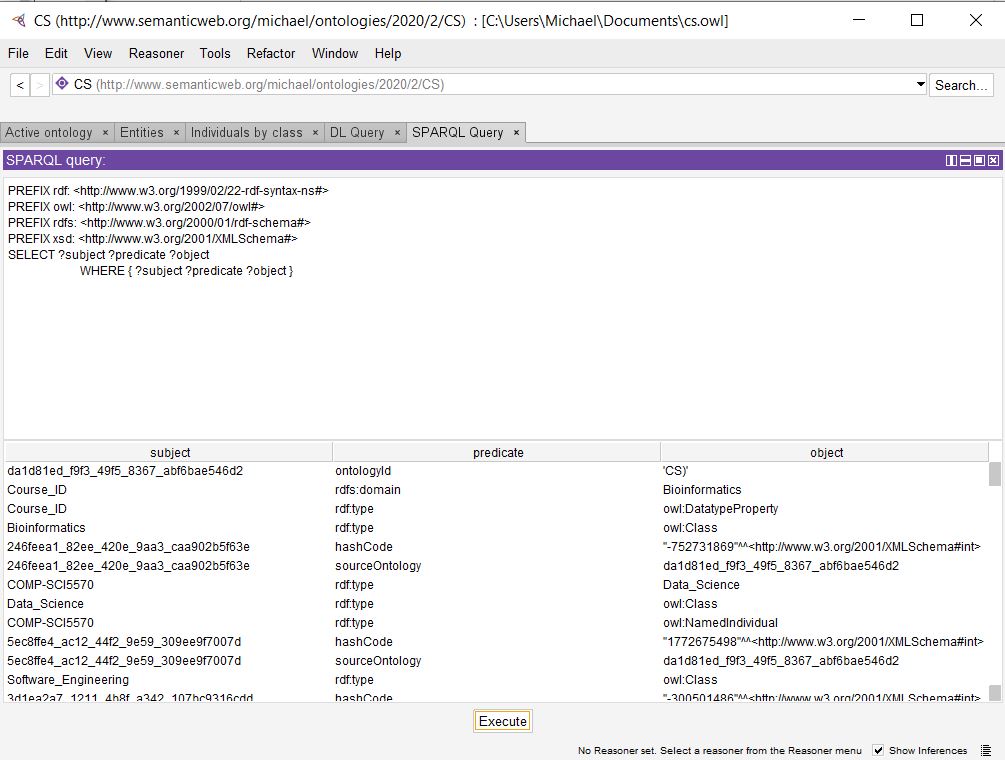 CS (http://www.semanticweb.org/michael/ontologies/2020/2/CS) : [C:\Users\Michael\Documents\cs.owl]
File Edit View Reasoner Tools Refactor Window Help
< > CS (http://www.semanticweb.org/michael/ontologies/2020/2/CS) Search...
Active ontology × Entities × Individuals by class × DL Query × SPARQL Query ×
SPARQL query:
PREFIX rdf: <http://www.w3.org/1999/02/22-rdf-syntax-ns#>
PREFIX owl: <http://www.w3.org/2002/07/owl#>
PREFIX rdfs: <http://www.w3.org/2000/01/rdf-schema#>
PREFIX xsd: <http://www.w3.org/2001/XMLSchema#>
SELECT ?subject ?predicate ?object
WHERE { ?subject ?predicate ?object }
subject predicate object
da1d81ed_f9f3_49f5_8367_abf6bae546d2 ontologyId 'CS)'
Course_ID rdfs:domain Bioinformatics
Course_ID rdf:type owl:DatatypeProperty
Bioinformatics rdf:type owl:Class
246feea1_82ee_420e_9aa3_caa902b5f63e hashCode "-752731869"^^<http://www.w3.org/2001/XMLSchema#int>
246feea1_82ee_420e_9aa3_caa902b5f63e sourceOntology da1d81ed_f9f3_49f5_8367_abf6bae546d2
COMP-SCI5570 rdf:type Data_Science
Data_Science rdf:type owl:Class
COMP-SCI5570 rdf:type owl:NamedIndividual
5ec8ffe4_ac12_44f2_9e59_309ee9f7007d hashCode "1772675498"^^<http://www.w3.org/2001/XMLSchema#int>
5ec8ffe4_ac12_44f2_9e59_309ee9f7007d sourceOntology da1d81ed_f9f3_49f5_8367_abf6bae546d2
Software_Engineering rdf:type owl:Class
3d1ea2a7_1211_4b8f_a342_107bc9316cdd hashCode "-300501486"^^<http://www.w3.org/2001/XMLSchema#int>
Execute
No Reasoner set. Select a reasoner from the Reasoner menu Show Inferences